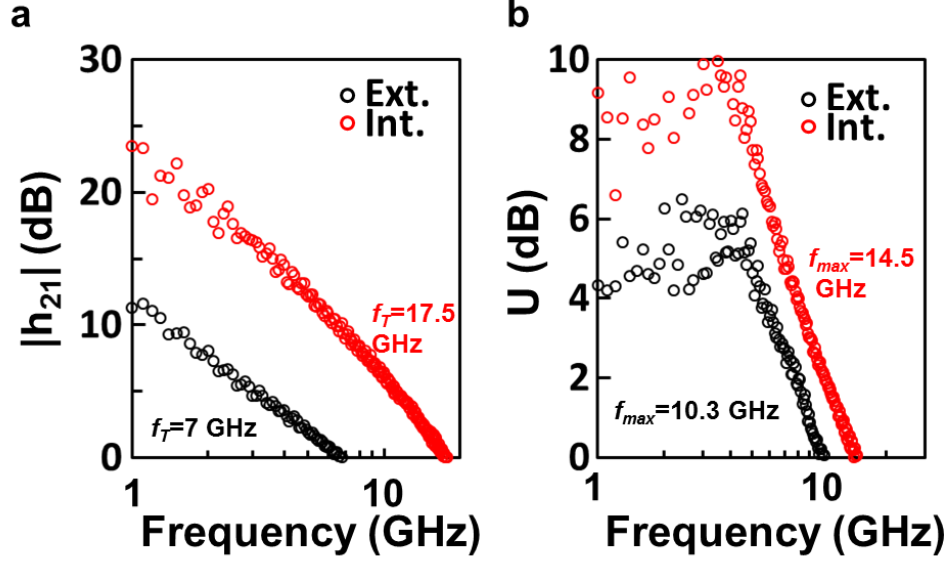 a
30
20
10
0
|h21| (dB)
Ext.
Int.
fT=17.5
GHz
fT=7 GHz
1
10
Frequency (GHz)
b
10
8
6
4
2
0
U (dB)
Ext.
Int.
fmax=14.5
GHz
fmax=10.3 GHz
1
10
Frequency (GHz)